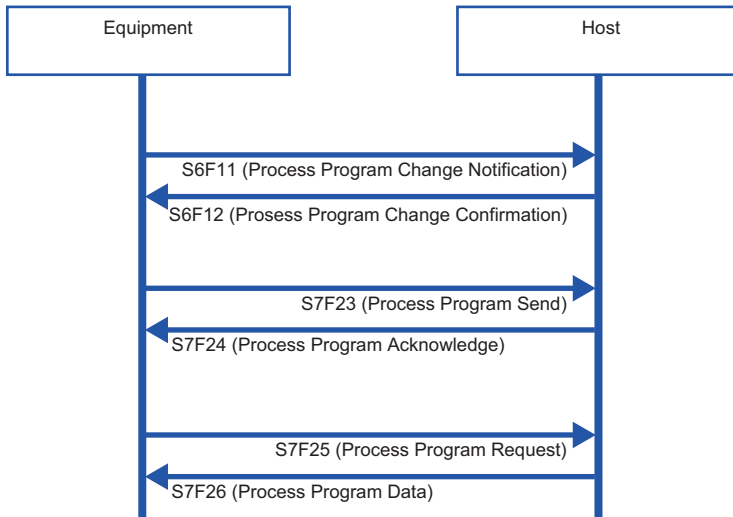 Equipment
Host
S6F11 (Process Program Change Notification)
S6F12 (Prosess Program Change Confirmation)
S7F23 (Process Program Send)
S7F24 (Process Program Acknowledge)
S7F25 (Process Program Request)
S7F26 (Process Program Data)